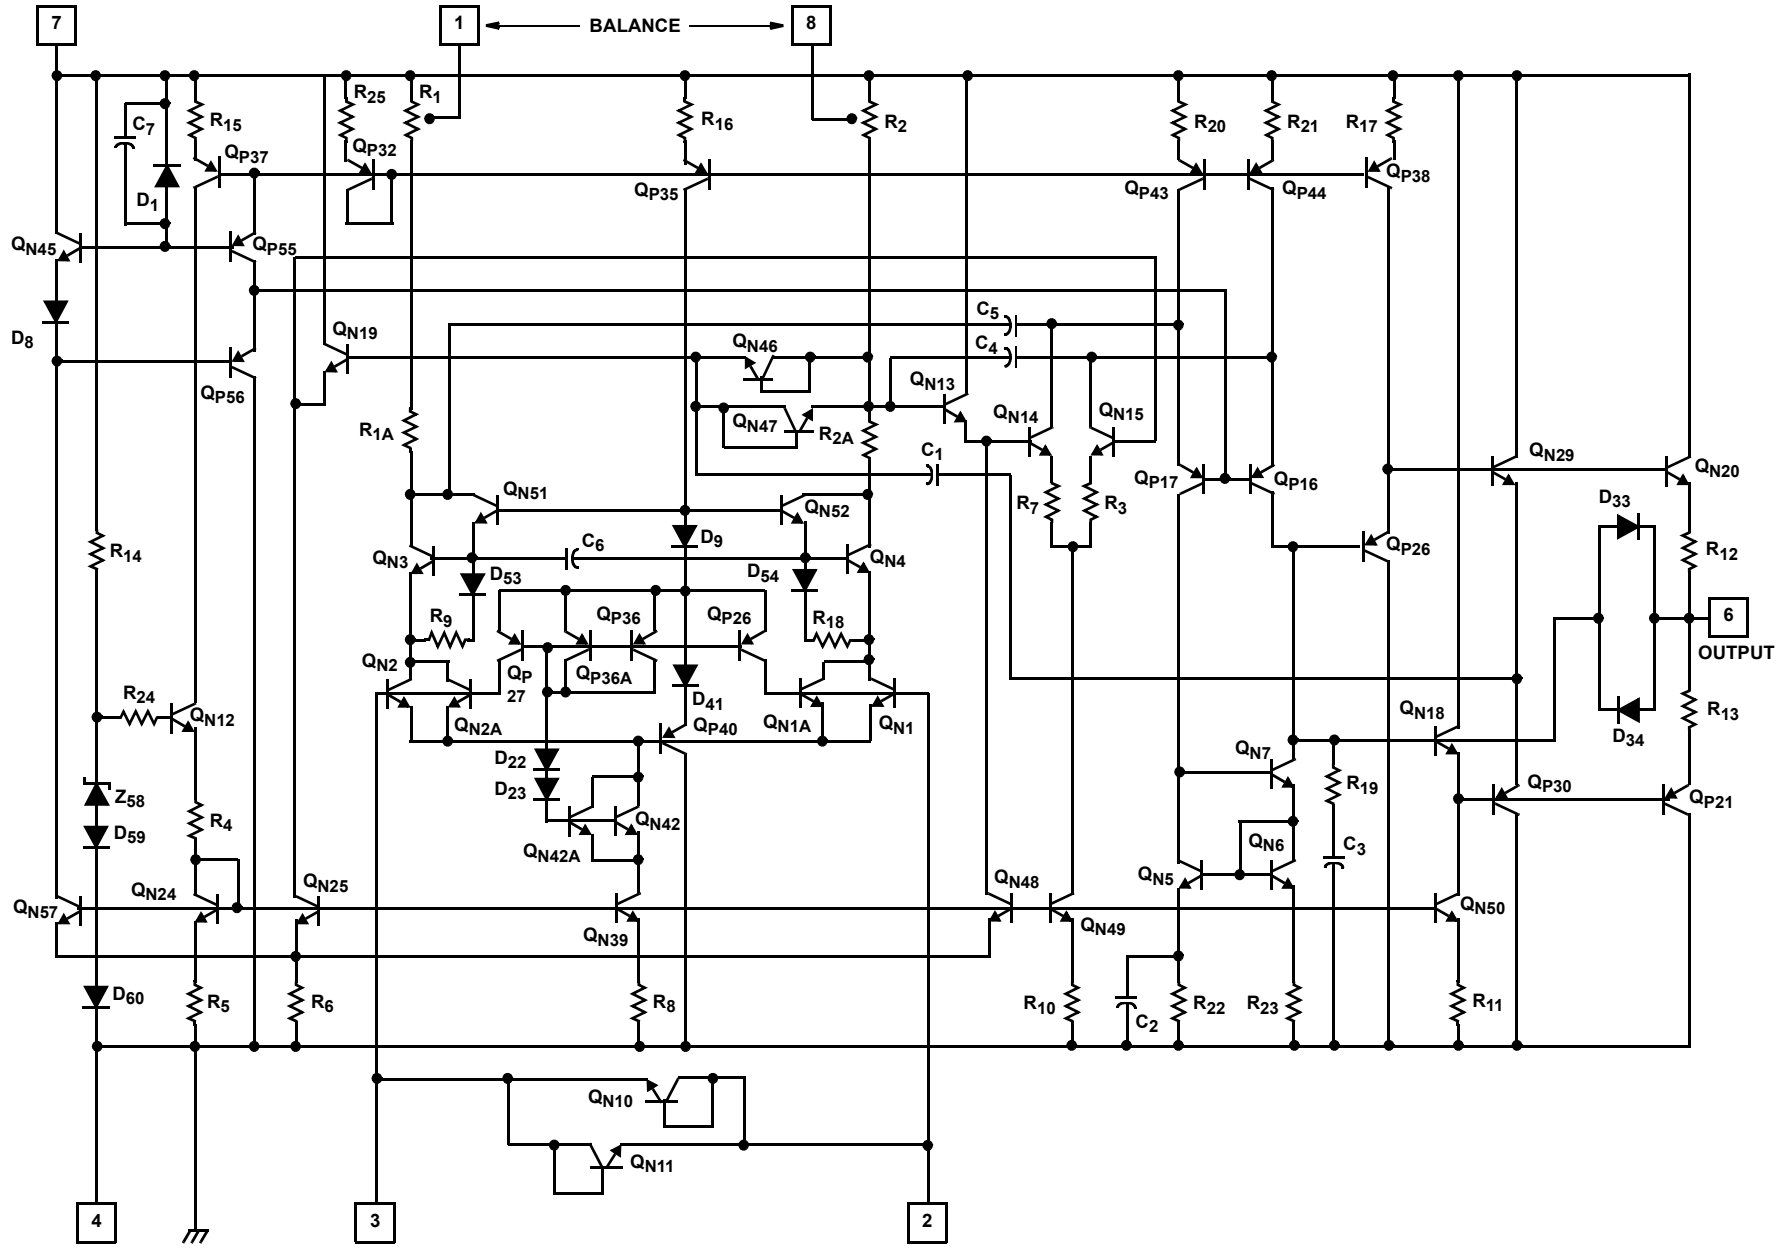 7
1
BALANCE
8
R25
R1
C7
R15
R16
R2
R20
R21
R17
QP32
QP37
D1
QP35
QP43
QP44
QP38
QN45
QP55
D8
QN19
C5
QN46
C4
QP56
QN13
QN14
QN15
R1A
QN47
R2A
C1
QN29
QN20
QN51
QN52
R7
R3
QP17
QP16
D33
R14
D9
C6
QN3
QN4
QP26
R12
D53
D54
R9
QP36
QP26
R18
6
OUTPUT
QN2
QP
27
QP36A
R24
QN12
QN2A
D41
QN1A
QN1
QP40
QN18
R13
D34
D22
D23
QN7
R19
Z58
QP30
QP21
D59
R4
QN42
QN42A
QN6
C3
QN57
QN24
QN25
QN48
QN5
QN50
QN39
QN49
D60
R5
R6
R8
R10
C2
R22
R23
R11
QN10
QN11
4
3
2